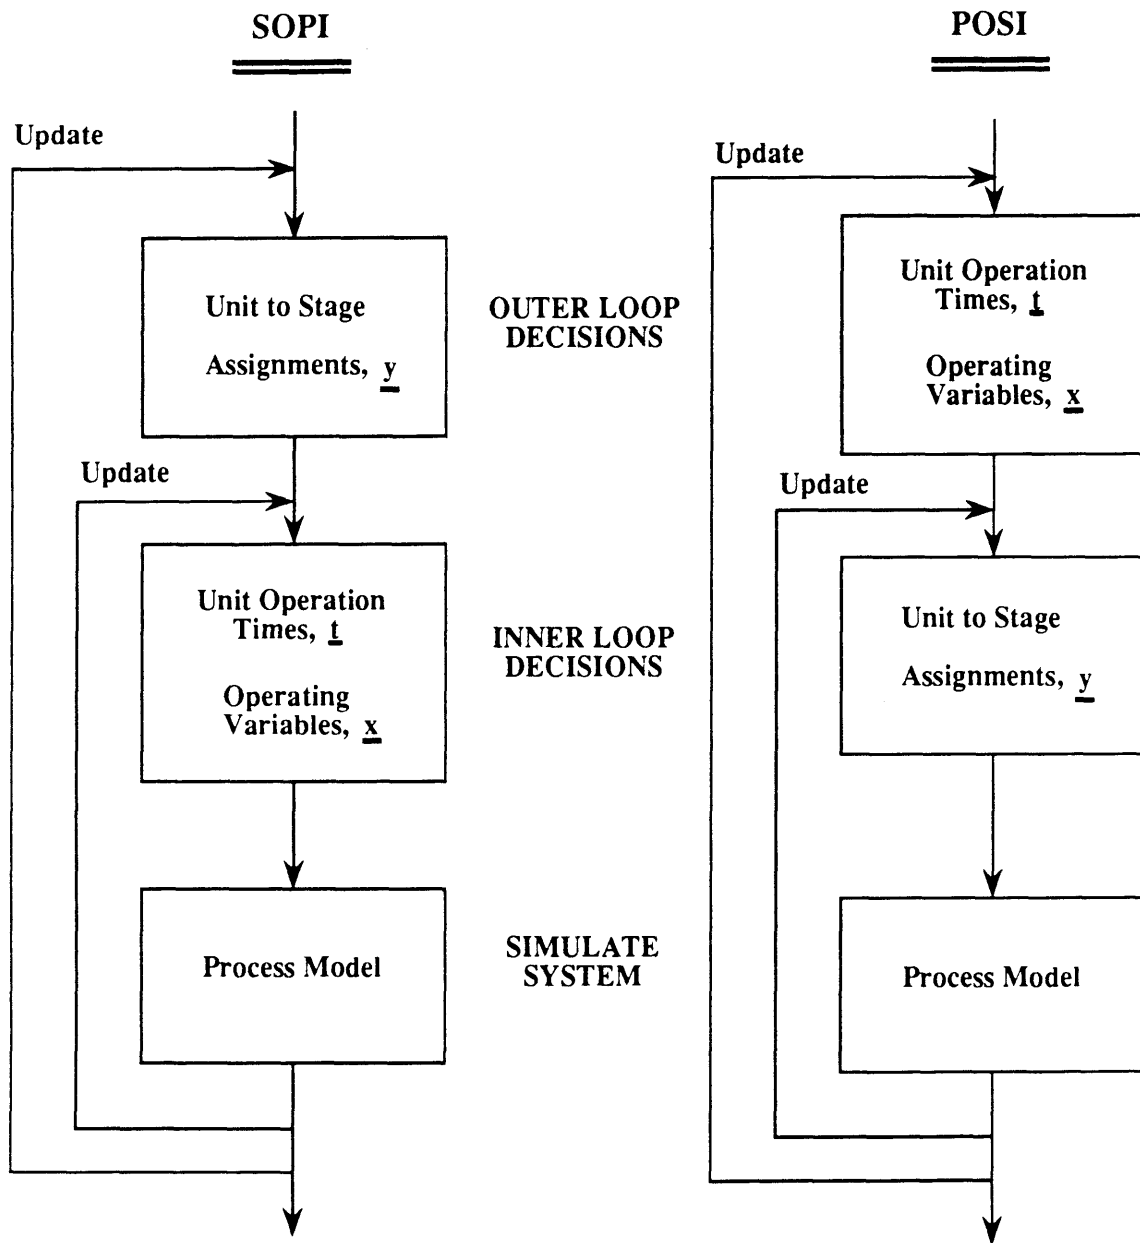 SOPI
Update
Unit to Stage
Assignments, y
Update
Unit Operation
Times, t
Operating
Variables, x
Process Model
OUTER LOOP
DECISIONS
INNER LOOP
DECISIONS
SIMULATE
SYSTEM
POSI
Update
Unit Operation
Times, t
Operating
Variables, x
Update
Unit to Stage
Assignments, y
Process Model